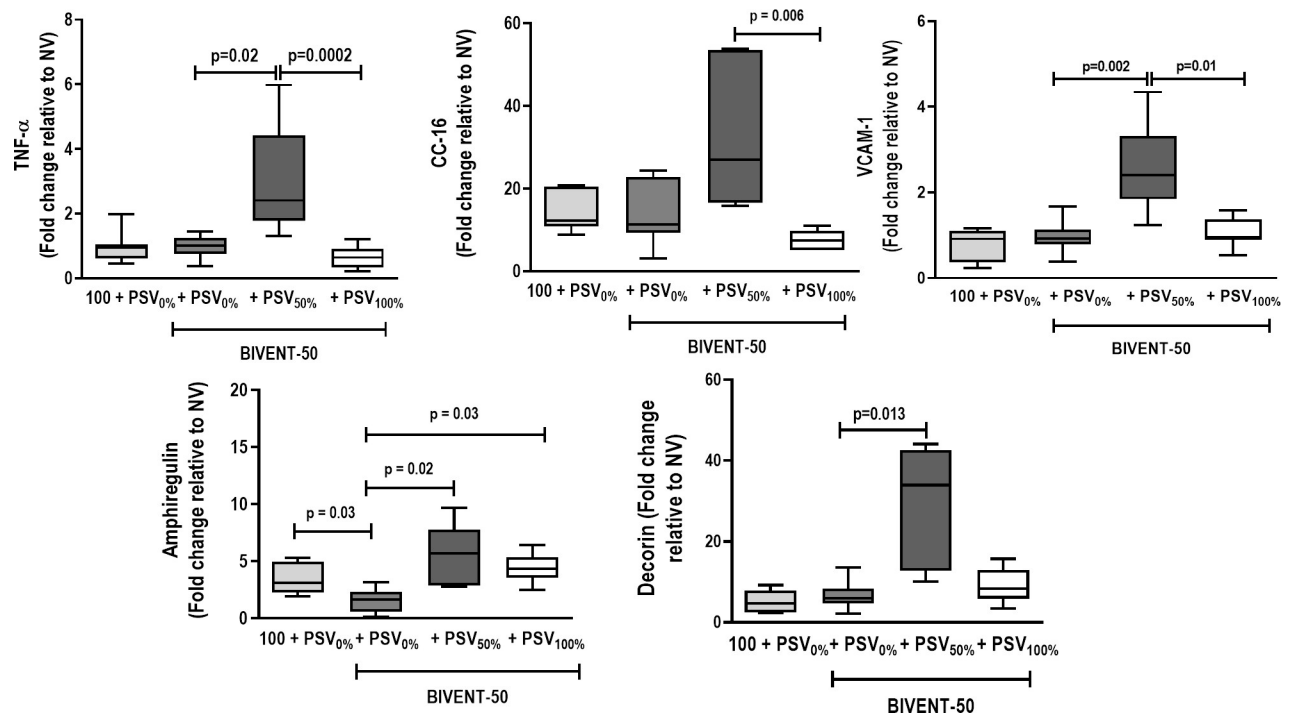 TNF-α
(Fold change relative to NV)
8
6
4
2
0
p=0.02
p=0.0002
100 + PSV0%
+ PSV0%
+ PSV50%
+ PSV100%
BIVENT-50
CC-16
(Fold change relative to NV)
60
40
20
0
p = 0.006
100 + PSV0%
+ PSV0%
+ PSV50%
+ PSV100%
BIVENT-50
VCAM-1
(Fold change relative to NV)
6
4
2
0
p=0.002
p=0.01
100 + PSV0%
+ PSV0%
+ PSV50%
+ PSV100%
BIVENT-50
Amphiregulin
(Fold change relative to NV)
20
15
10
5
0
p = 0.03
p = 0.02
p = 0.03
100 + PSV0%
+ PSV0%
+ PSV50%
+ PSV100%
BIVENT-50
Decorin (Fold change
relative to NV)
60
40
20
0
p=0.013
100 + PSV0%
+ PSV0%
+ PSV50%
+ PSV100%
BIVENT-50